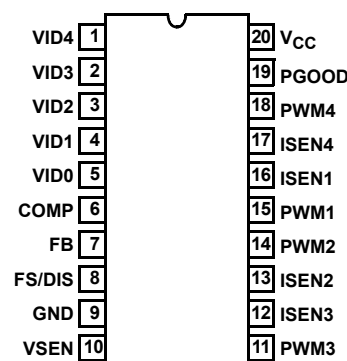 VID4 1 20 VCC
VID3 2 19 PGOOD
VID2 3 18 PWM4
VID1 4 17 ISEN4
VID0 5 16 ISEN1
COMP 6 15 PWM1
FB 7 14 PWM2
FS/DIS 8 13 ISEN2
GND 9 12 ISEN3
VSEN 10 11 PWM3